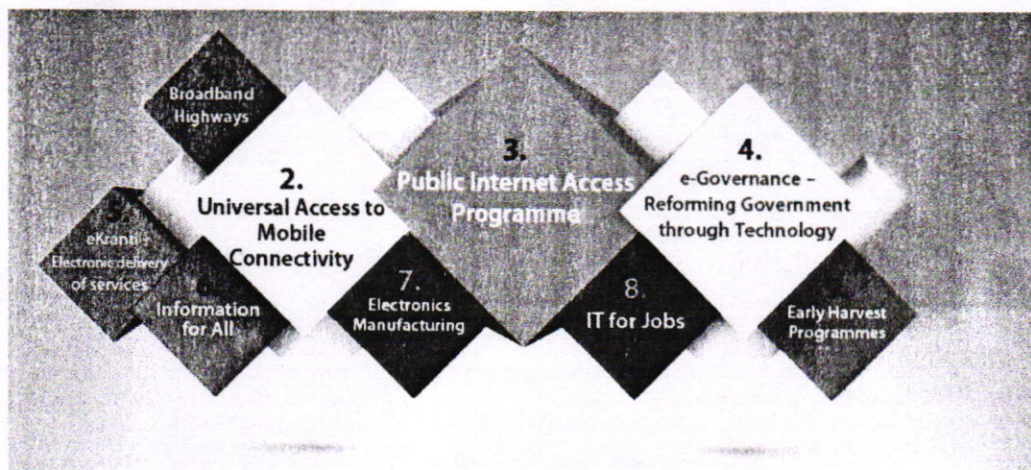 Broadband
Highways
2.
Universal Access to
Mobile
Connectivity
3.
Public Internet Access
Programme
4.
e-Governance –
Reforming Government
through Technology
5.
eKranti -
Electronic delivery
of services
Information
for All
7.
Electronics
Manufacturing
8.
IT for Jobs
Early Harvest
Programmes